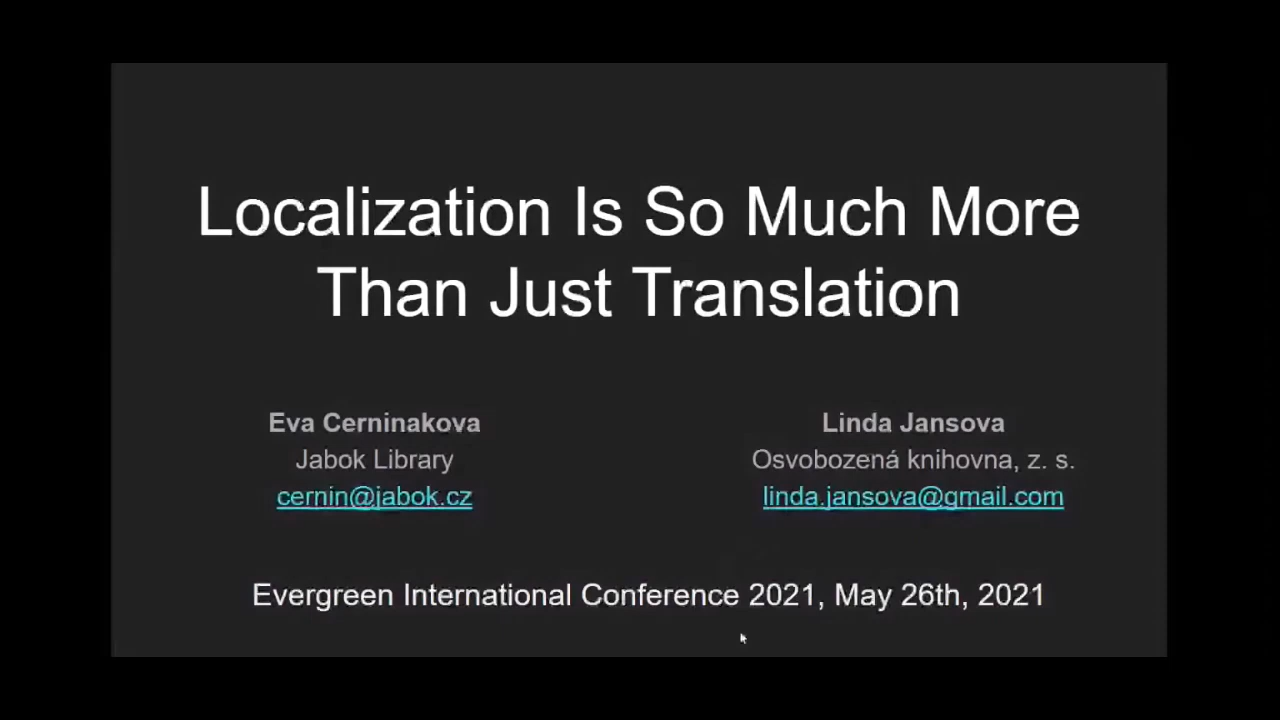 Localization Is So Much More
Than Just Translation
Eva Cerninakova
Jabok Library
cernin@jabok.cz
Linda Jansova
Osvobozená knihovna, z. s.
linda.jansova@gmail.com
Evergreen International Conference 2021, May 26th, 2021